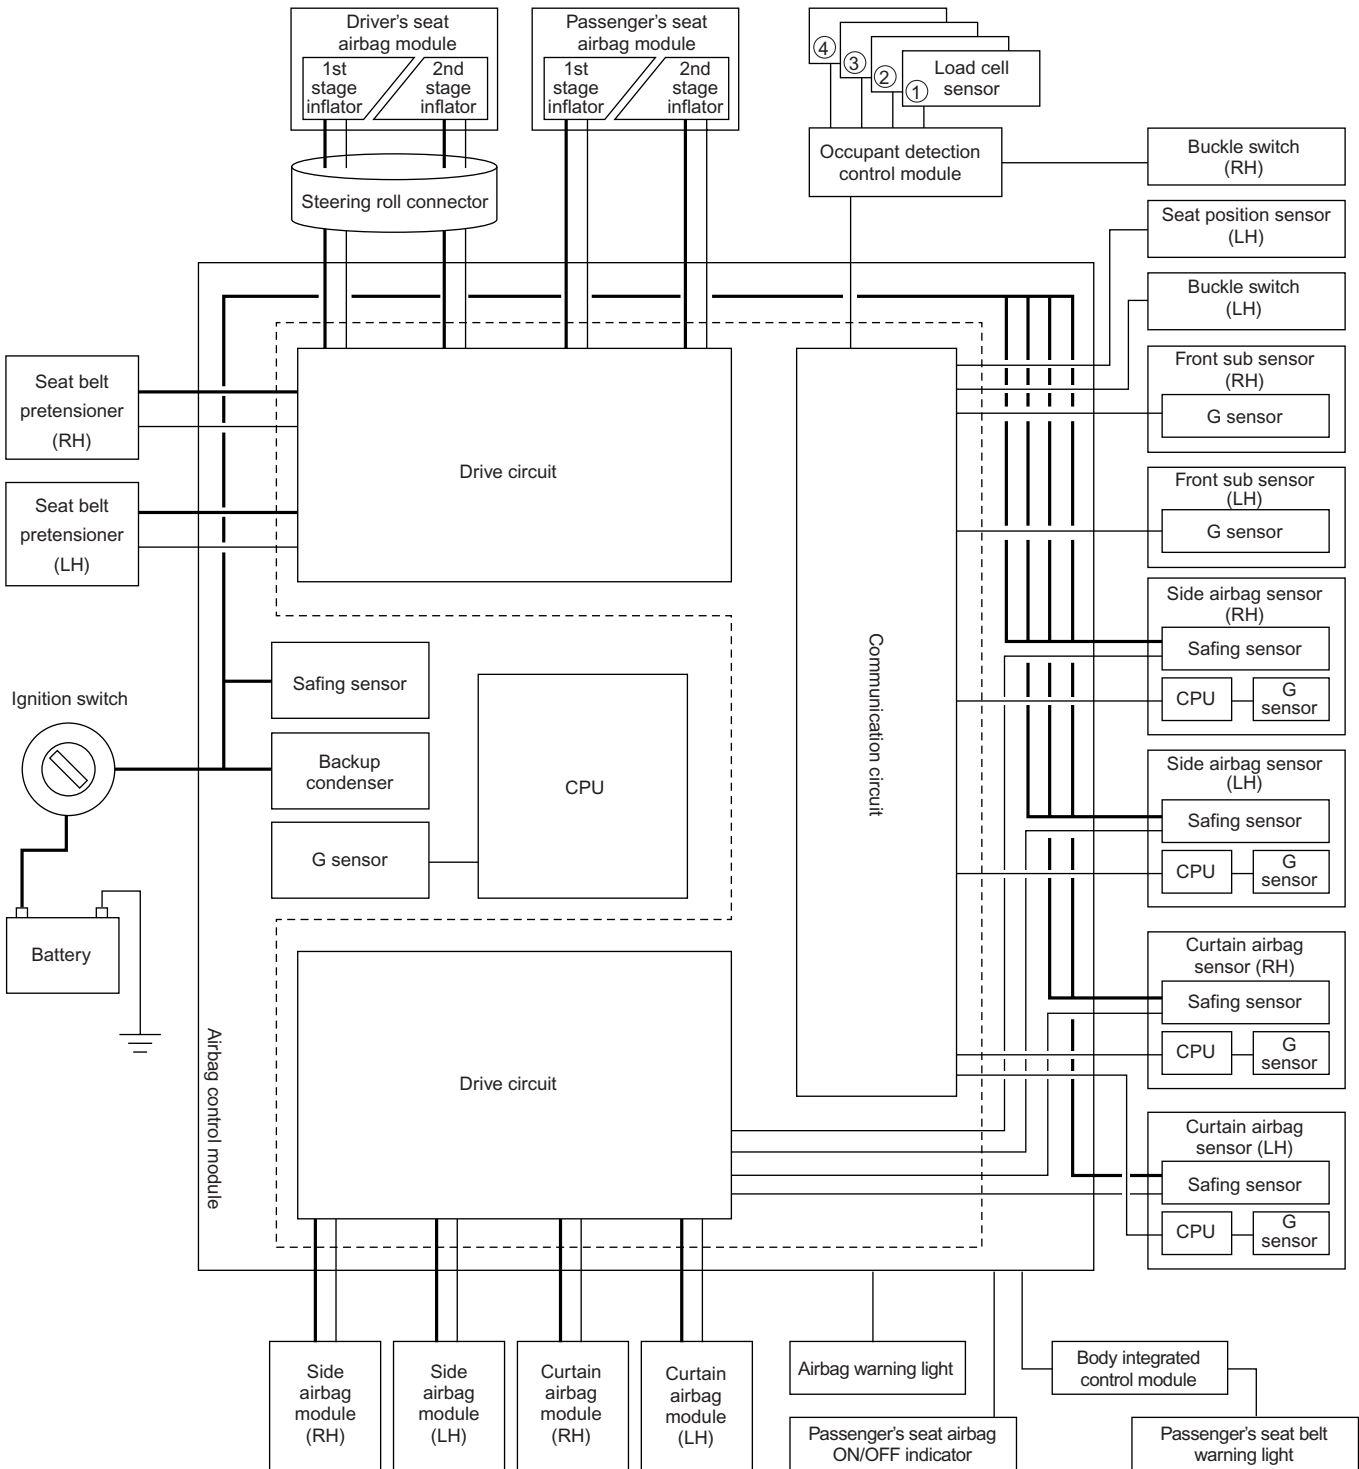 Driver's seat
airbag module
1st
stage
inflator
2nd
stage
inflator
Passenger's seat
airbag module
1st
stage
inflator
2nd
stage
inflator
④
③
②
①
Load cell
sensor
Steering roll connector
Occupant detection
control module
Buckle switch
(RH)
Seat position sensor
(LH)
Buckle switch
(LH)
Front sub sensor
(RH)
G sensor
Front sub sensor
(LH)
G sensor
Side airbag sensor
(RH)
Safing sensor
CPU
G
sensor
Side airbag sensor
(LH)
Safing sensor
CPU
G
sensor
Curtain airbag
sensor (RH)
Safing sensor
CPU
G
sensor
Curtain airbag
sensor (LH)
Safing sensor
CPU
G
sensor
Seat belt
pretensioner
(RH)
Seat belt
pretensioner
(LH)
Drive circuit
Communication circuit
Ignition switch
Battery
Safing sensor
Backup
condenser
G sensor
CPU
Drive circuit
Airbag control module
Side
airbag
module
(RH)
Side
airbag
module
(LH)
Curtain
airbag
module
(RH)
Curtain
airbag
module
(LH)
Airbag warning light
Body integrated
control module
Passenger's seat airbag
ON/OFF indicator
Passenger's seat belt
warning light